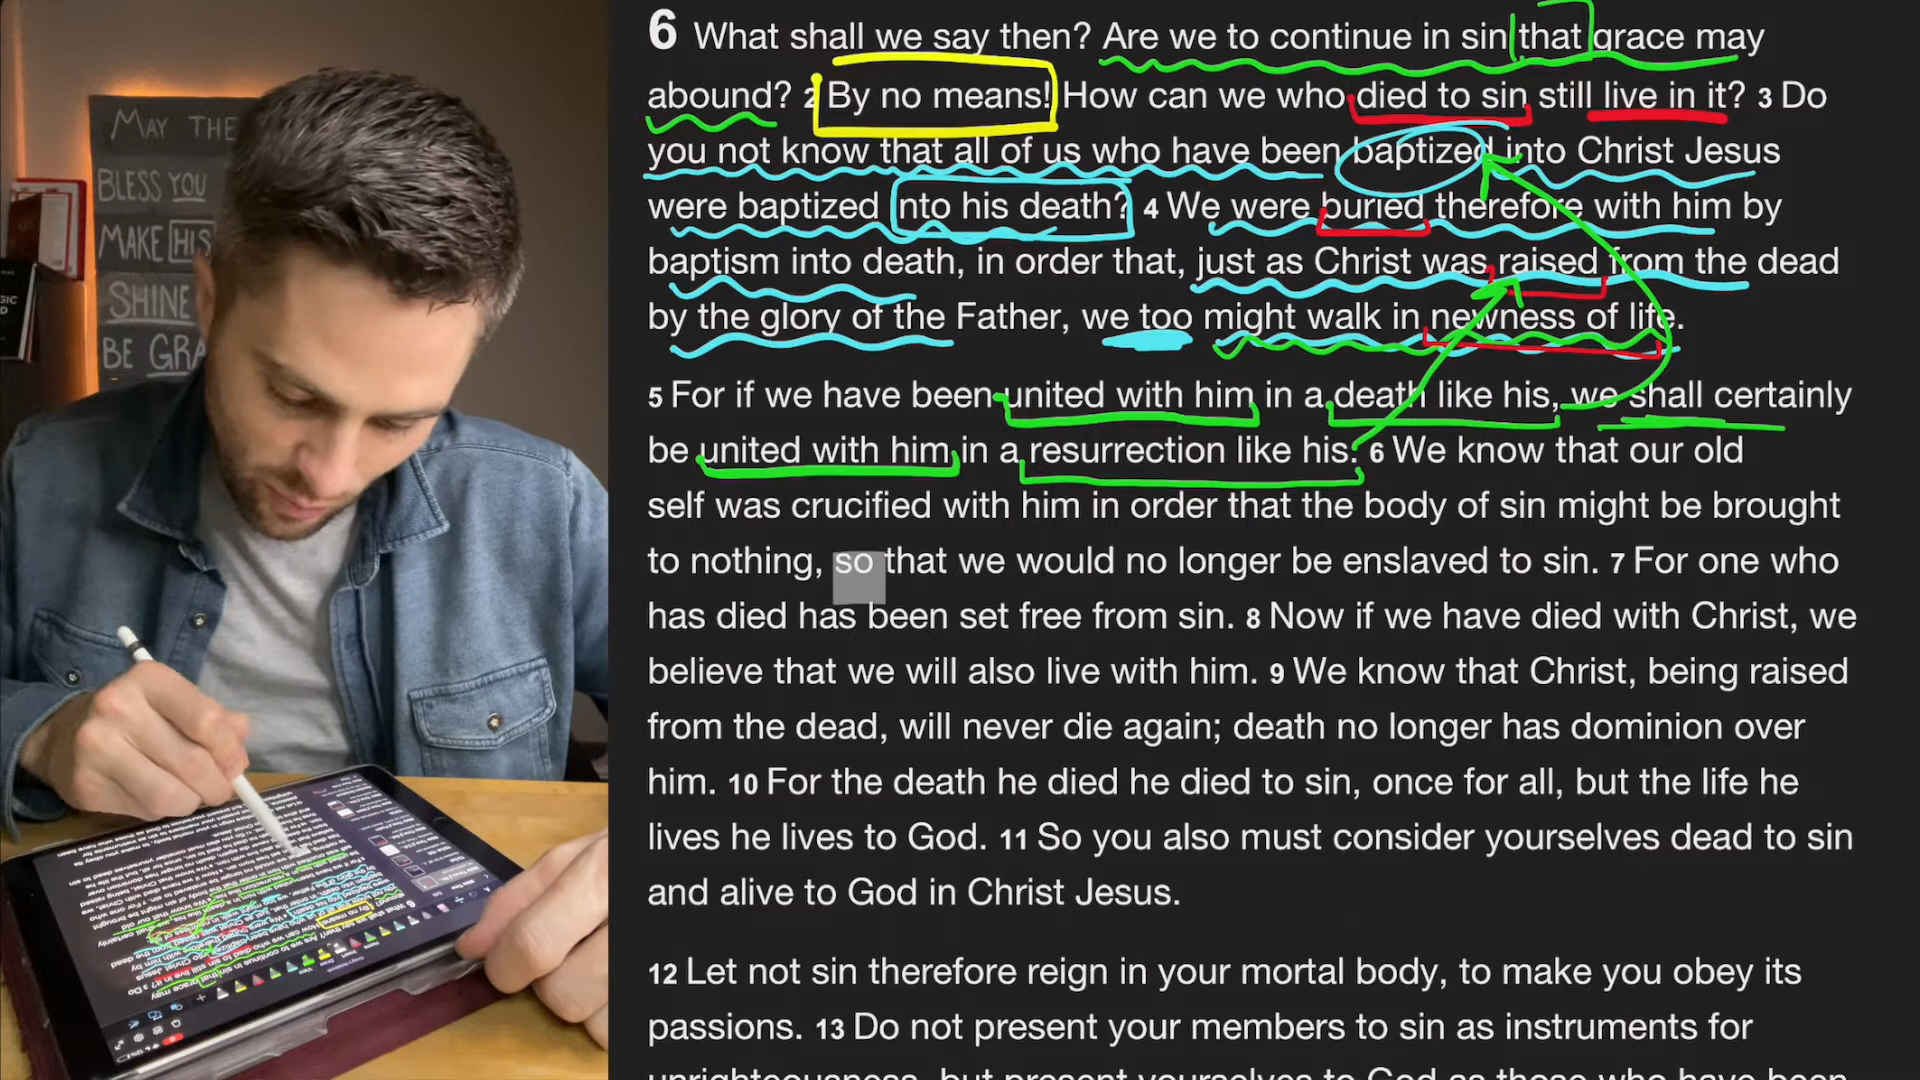 MAY THE
BLESS YOU
MAKE HIS
SHINE
BE GRA
6 What shall we say then? Are we to continue in sin that grace may
abound? 2 By no means! How can we who died to sin still live in it? 3 Do
you not know that all of us who have been baptized into Christ Jesus
were baptized into his death? 4 We were buried therefore with him by
baptism into death, in order that, just as Christ was raised from the dead
by the glory of the Father, we too might walk in newness of life.
5 For if we have been united with him in a death like his, we shall certainly
be united with him in a resurrection like his. 6 We know that our old
self was crucified with him in order that the body of sin might be brought
to nothing, so that we would no longer be enslaved to sin. 7 For one who
has died has been set free from sin. 8 Now if we have died with Christ, we
believe that we will also live with him. 9 We know that Christ, being raised
from the dead, will never die again; death no longer has dominion over
him. 10 For the death he died he died to sin, once for all, but the life he
lives he lives to God. 11 So you also must consider yourselves dead to sin
and alive to God in Christ Jesus.
12 Let not sin therefore reign in your mortal body, to make you obey its
passions. 13 Do not present your members to sin as instruments for
unrighteousness, but present yourselves to God as those who have been